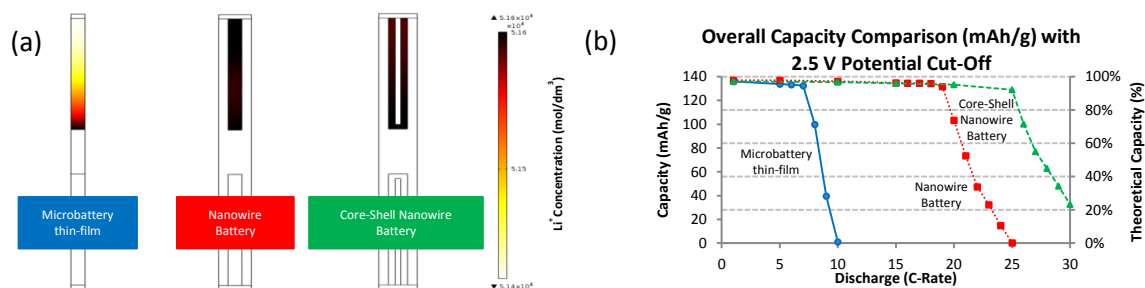 (a)
▲ 5.16×10⁴
×10⁴
5.16
5.15
▼ 5.14×10⁴
Li⁺ Concentration (mol/dm³)
Microbattery
thin-film
Nanowire
Battery
Core-Shell Nanowire
Battery
(b)
Overall Capacity Comparison (mAh/g) with
2.5 V Potential Cut-Off
Capacity (mAh/g)
140
120
100
80
60
40
20
0
Microbattery
thin-film
Core-Shell
Nanowire
Battery
Nanowire
Battery
100%
80%
60%
40%
20%
0%
Theoretical Capacity (%)
0 5 10 15 20 25 30
Discharge (C-Rate)